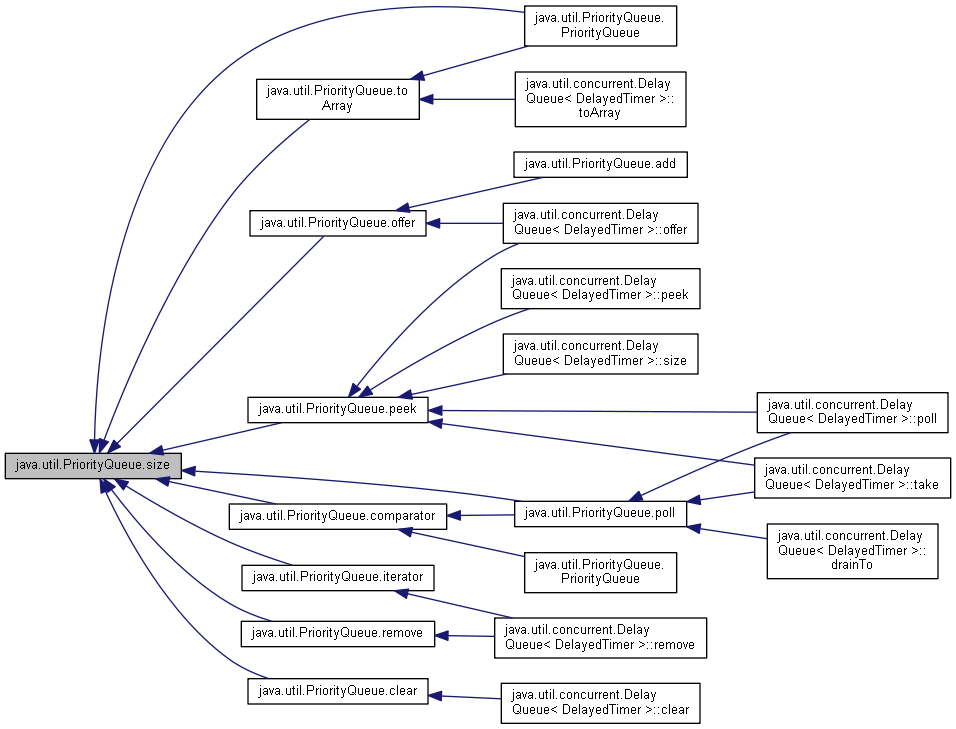 java.util.PriorityQueue.
PriorityQueue
java.util.PriorityQueue.to
Array
java.util.concurrent.Delay
Queue< DelayedTimer >::
toArray
java.util.PriorityQueue.add
java.util.PriorityQueue.offer
java.util.concurrent.Delay
Queue< DelayedTimer >::offer
java.util.concurrent.Delay
Queue< DelayedTimer >::peek
java.util.concurrent.Delay
Queue< DelayedTimer >::size
java.util.PriorityQueue.peek
java.util.concurrent.Delay
Queue< DelayedTimer >::poll
java.util.PriorityQueue.size
java.util.concurrent.Delay
Queue< DelayedTimer >::take
java.util.PriorityQueue.comparator
java.util.PriorityQueue.poll
java.util.concurrent.Delay
Queue< DelayedTimer >::
drainTo
java.util.PriorityQueue.
PriorityQueue
java.util.PriorityQueue.iterator
java.util.PriorityQueue.remove
java.util.concurrent.Delay
Queue< DelayedTimer >::remove
java.util.PriorityQueue.clear
java.util.concurrent.Delay
Queue< DelayedTimer >::clear